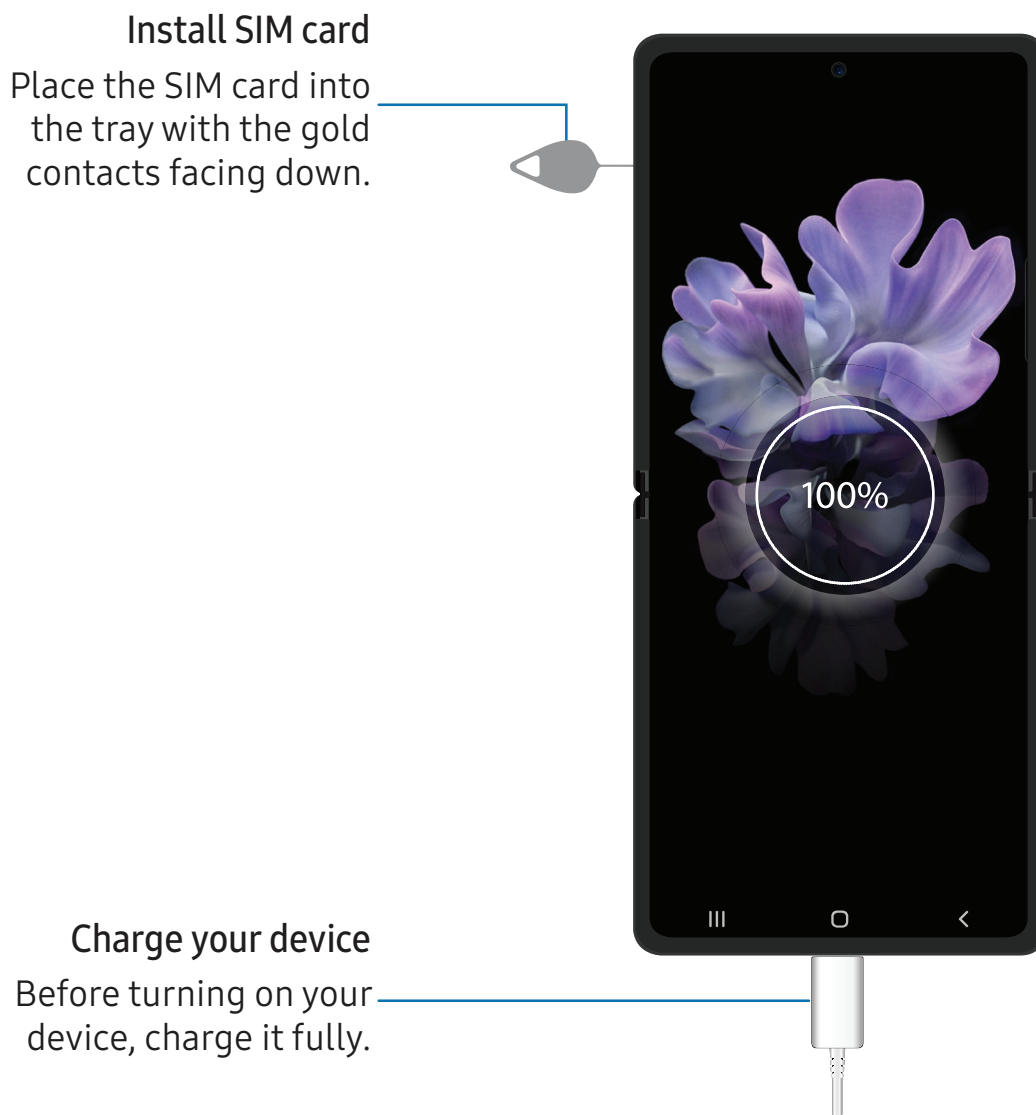 Install SIM card
Place the SIM card into
the tray with the gold
contacts facing down.
100%
Charge your device
Before turning on your
device, charge it fully.